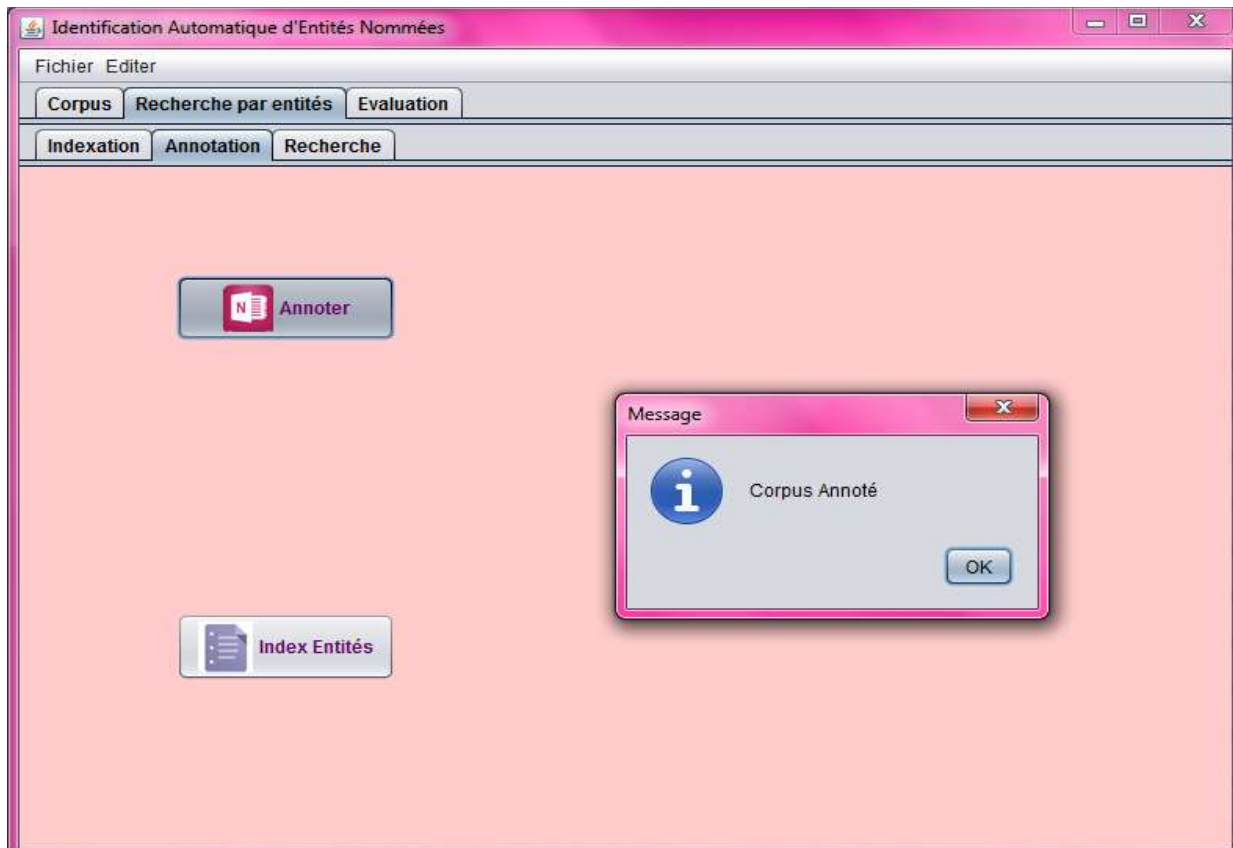 Identification Automatique d'Entités Nommées
Fichier Editer
Corpus Recherche par entités Evaluation
Indexation Annotation Recherche
N Annoter
Message
i Corpus Annoté
OK
Index Entités